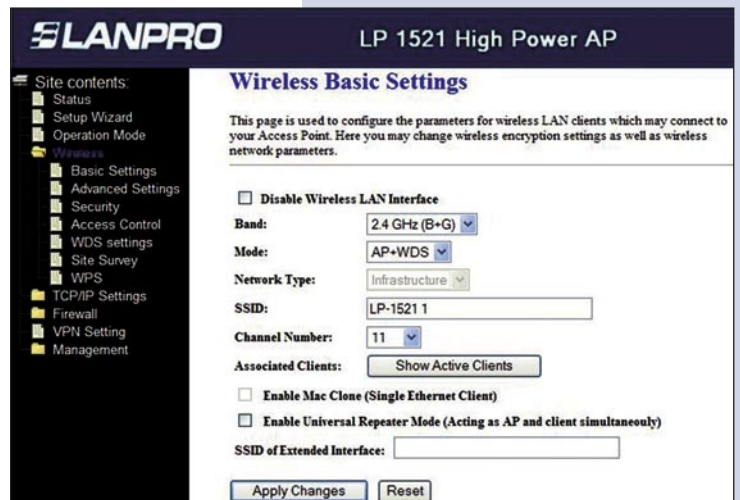 LANPRO
LP 1521 High Power AP
Site contents:
Status
Setup Wizard
Operation Mode
Wireless
Basic Settings
Advanced Settings
Security
Access Control
WDS settings
Site Survey
WPS
TCP/IP Settings
Firewall
VPN Setting
Management
Wireless Basic Settings
This page is used to configure the parameters for wireless LAN clients which may connect to
your Access Point. Here you may change wireless encryption settings as well as wireless
network parameters.
Disable Wireless LAN Interface
Band: 2.4 GHz (B+G)
Mode: AP+WDS
Network Type: Infrastructure
SSID: LP-1521 1
Channel Number: 11
Associated Clients: Show Active Clients
Enable Mac Clone (Single Ethernet Client)
Enable Universal Repeater Mode (Acting as AP and client simultaneouly)
SSID of Extended Interface:
Apply Changes Reset